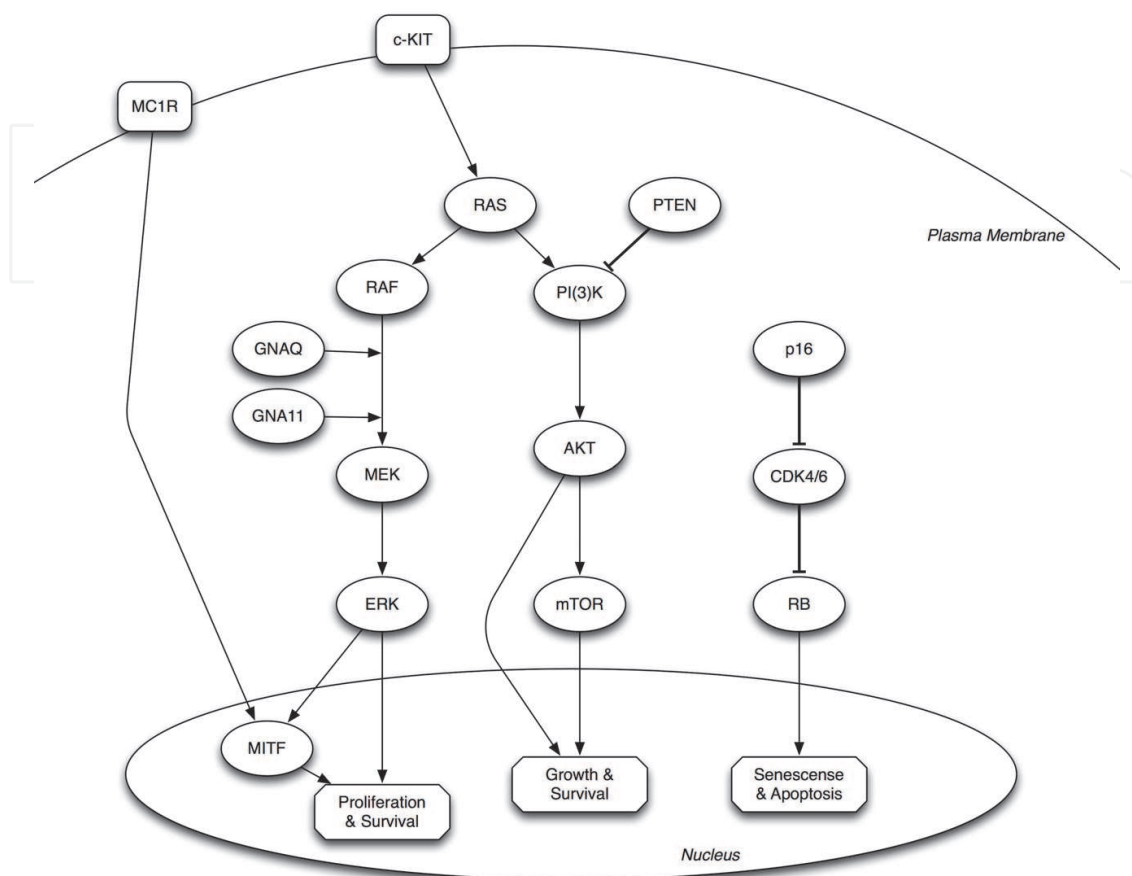 c-KIT
MC1R
RAS
PTEN
Plasma Membrane
RAF
PI(3)K
GNAQ
p16
GNA11
AKT
MEK
CDK4/6
ERK
mTOR
RB
MITF
Growth &
Survival
Senescense
& Apoptosis
Proliferation
& Survival
Nucleus